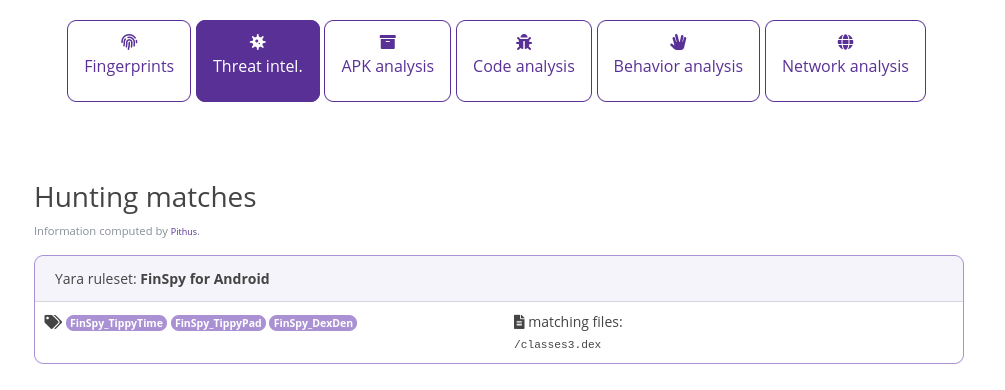 Fingerprints
Threat intel.
APK analysis
Code analysis
Behavior analysis
Network analysis
Hunting matches
Information computed by Pithus.
Yara ruleset: FinSpy for Android
FinSpy_TippyTime FinSpy_TippyPad FinSpy_DexDen
matching files:
/classes3.dex